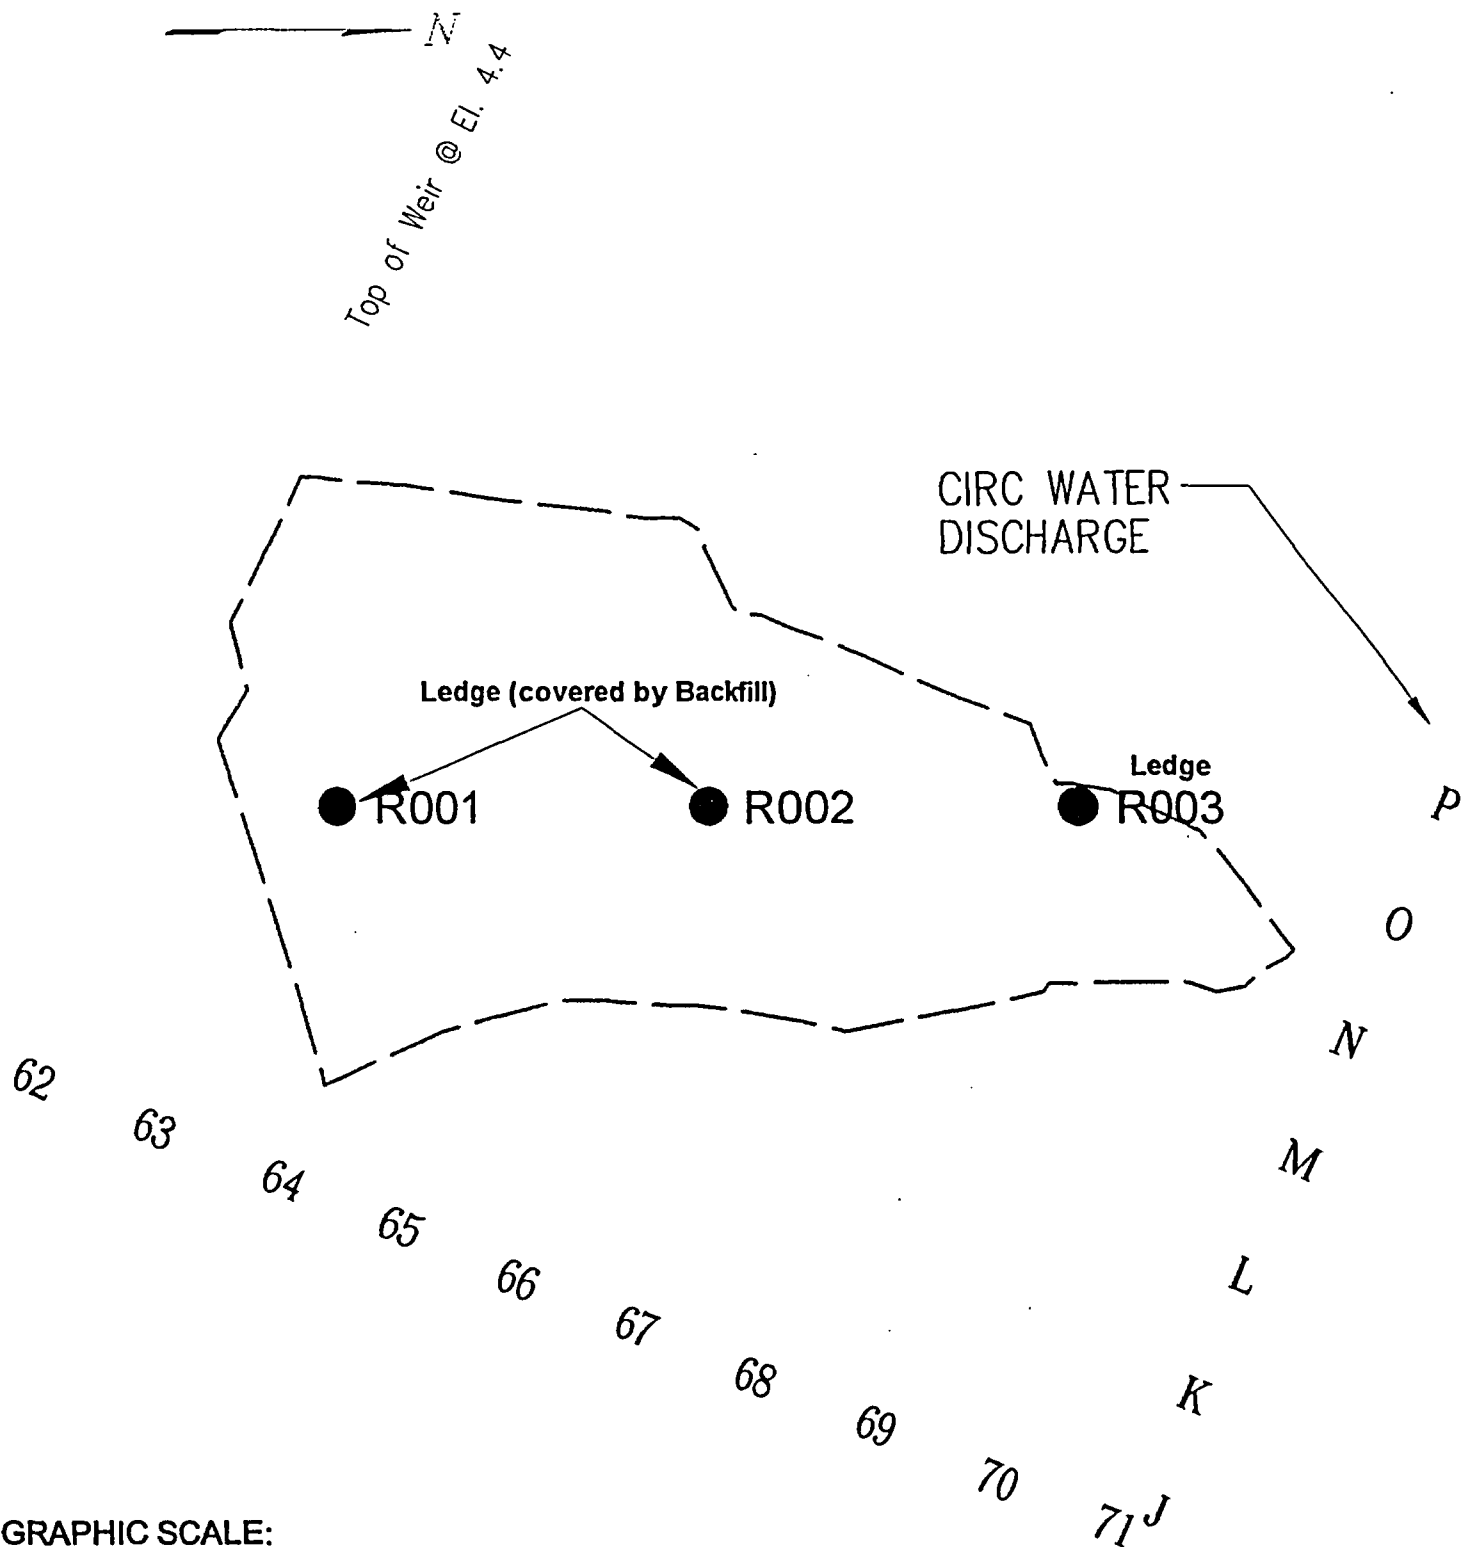 N
Top of Weir @ El. 4.4
CIRC WATER
DISCHARGE
Ledge (covered by Backfill)
Ledge
R001
R002
R003
P
O
N
M
L
K
J
62
63
64
65
66
67
68
69
70
71
GRAPHIC SCALE: